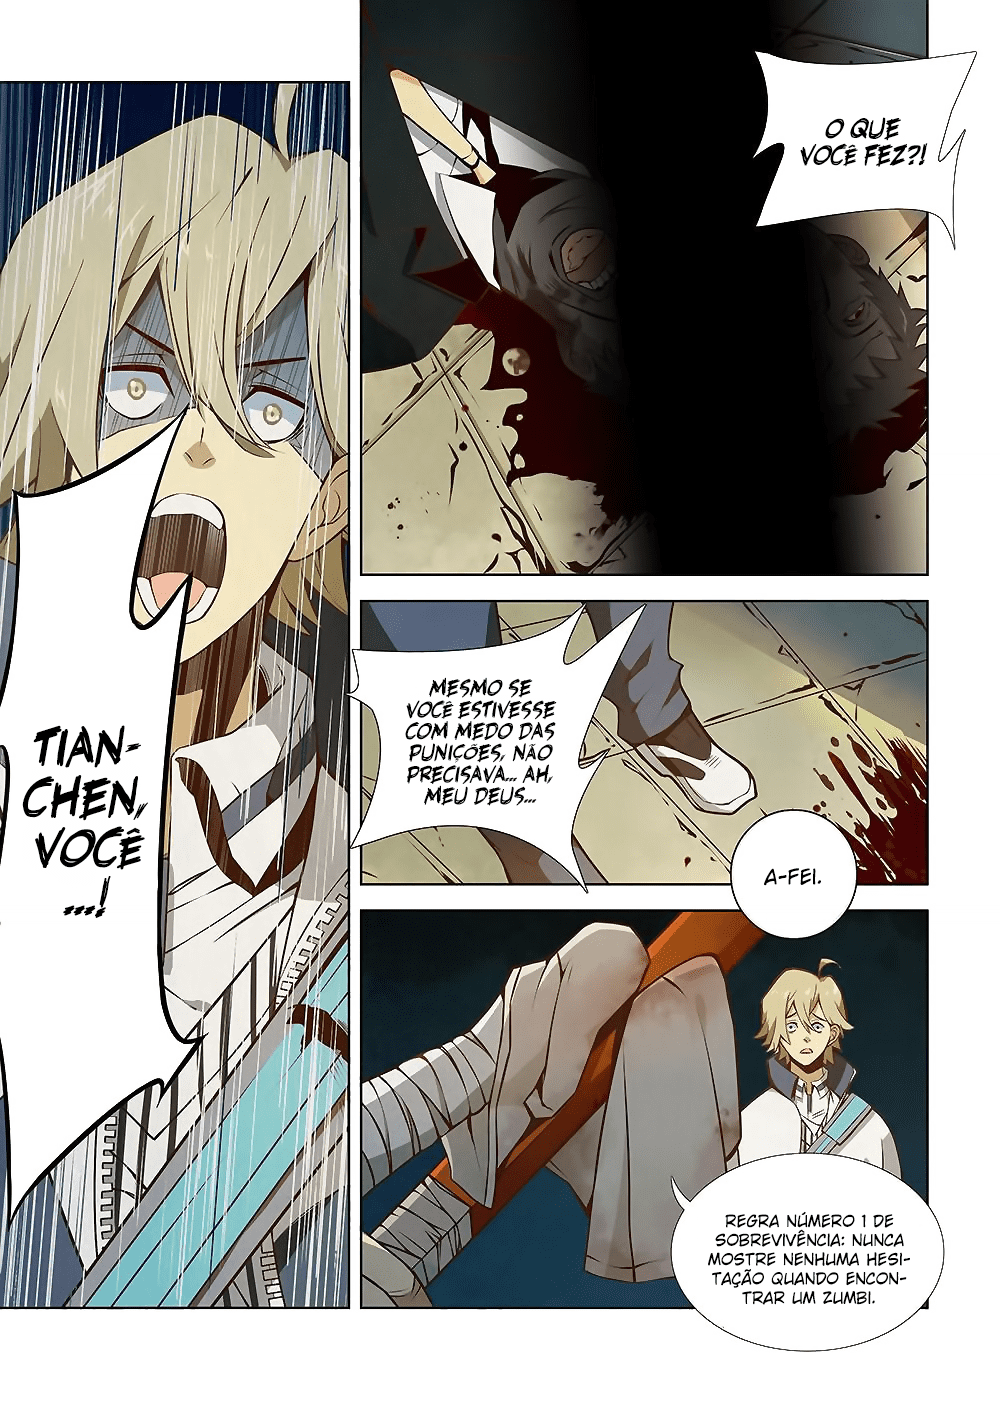 TIAN-
CHEN,
VOCÊ
...!
O QUE
VOCÊ FEZ?!
MESMO SE
VOCÊ ESTIVESSE
COM MEDO DAS
PUNIÇÕES, NÃO
PRECISAVA... AH,
MEU DEUS...
A-FEI.
REGRA NÚMERO 1 DE
SOBREVIVÊNCIA: NUNCA
MOSTRE NENHUMA HESI-
TAÇÃO QUANDO ENCON-
TRAR UM ZUMBI.